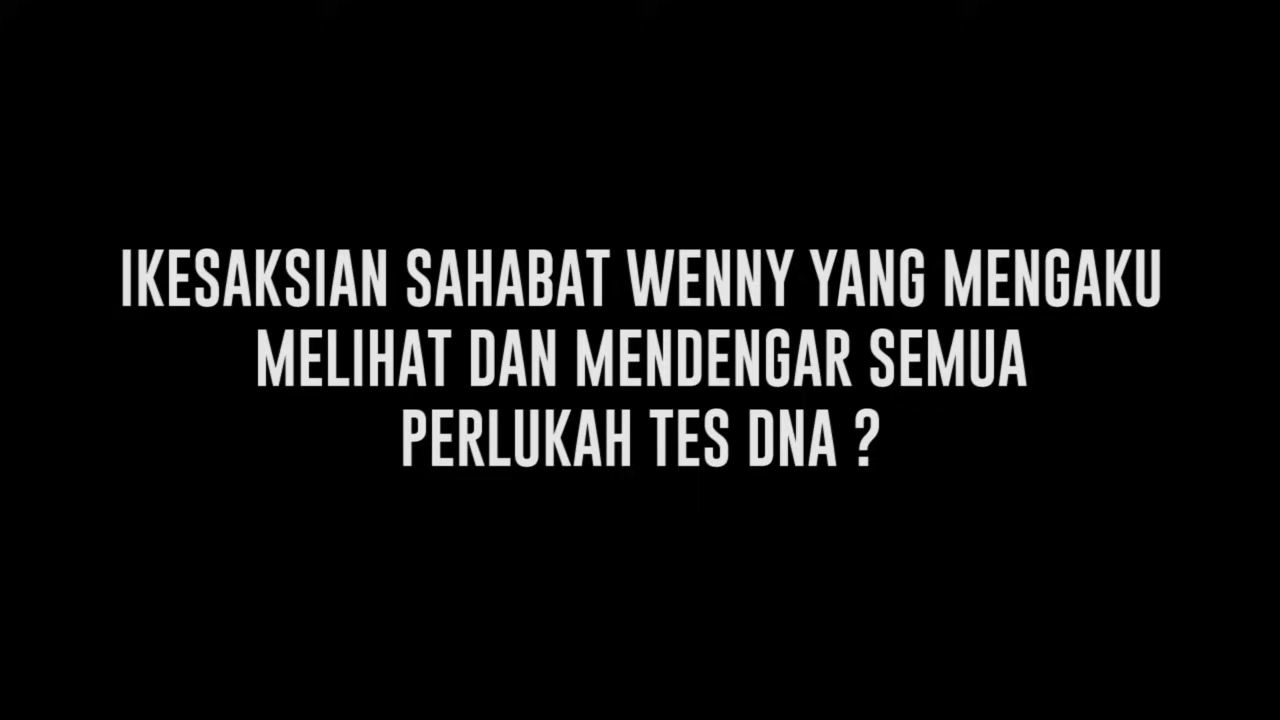 IKESAKSIAN SAHABAT WENNY YANG MENGAKU
MELIHAT DAN MENDENGAR SEMUA
PERLUKAH TES DNA ?